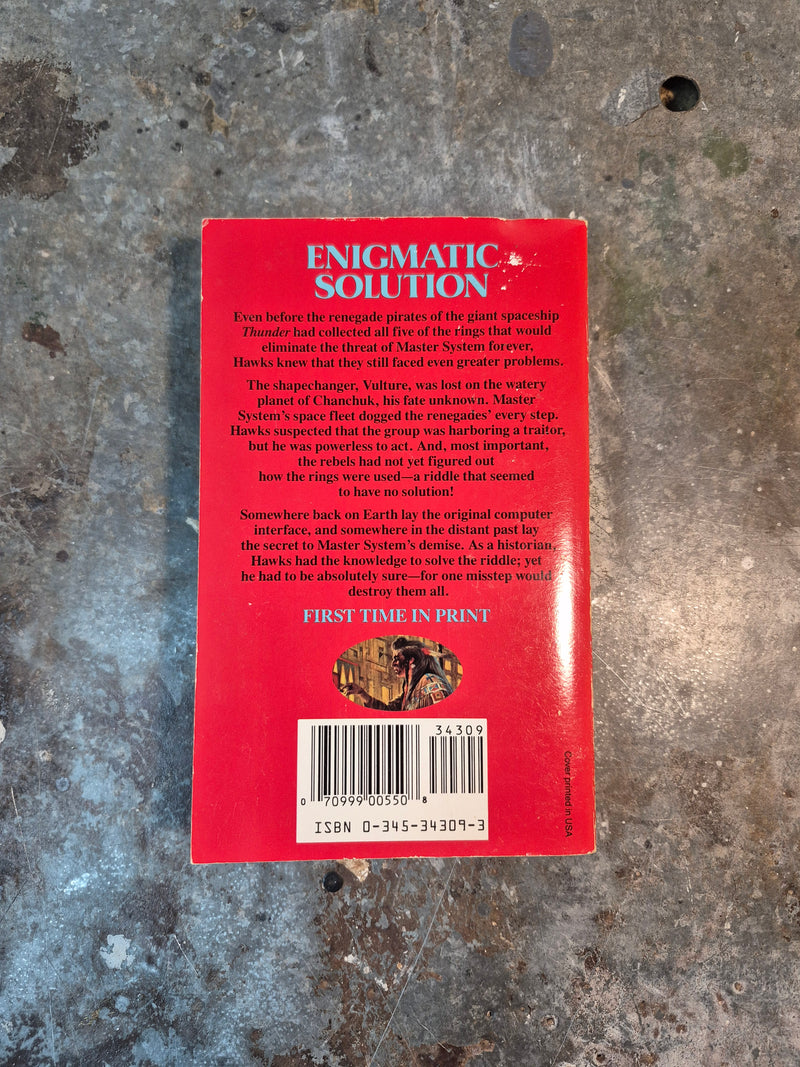 ENIGMATIC
SOLUTION
Even before the renegade pirates of the giant spaceship
Thunder had collected all five of the rings that would
eliminate the threat of Master System forever,
Hawks knew that they still faced even greater problems.
The shapechanger, Vulture, was lost on the watery
planet of Chanchuk, his fate unknown. Master
System's space fleet dogged the renegades' every step.
Hawks suspected that the group was harboring a traitor,
but he was powerless to act. And, most important,
the rebels had not yet figured out
how the rings were used—a riddle that seemed
to have no solution!
Somewhere back on Earth lay the original computer
interface, and somewhere in the distant past lay
the secret to Master System's demise. As a historian,
Hawks had the knowledge to solve the riddle; yet
he had to be absolutely sure—for one misstep would
destroy them all.
FIRST TIME IN PRINT
34309
0 70999 00550 8
ISBN 0-345-34309-3
Cover printed in USA